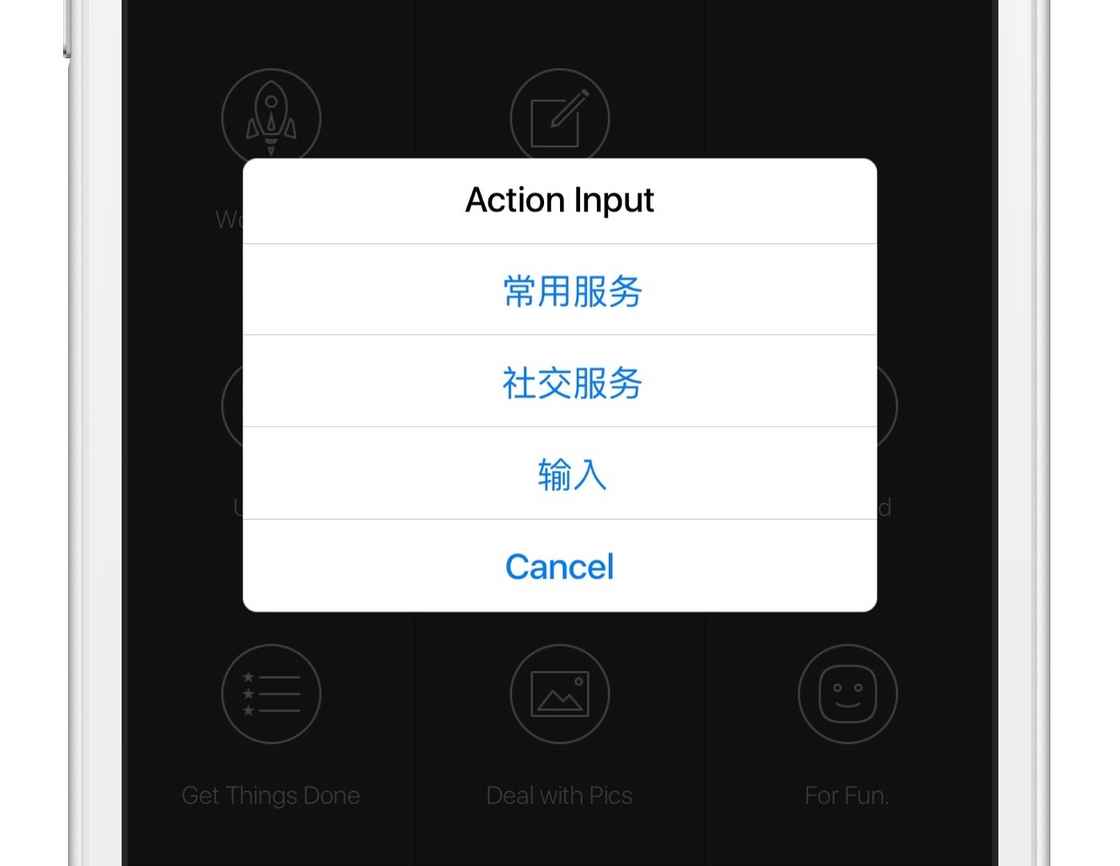 Action Input
常用服务
社交服务
输入
Cancel
Get Things Done
Deal with Pics
For Fun.